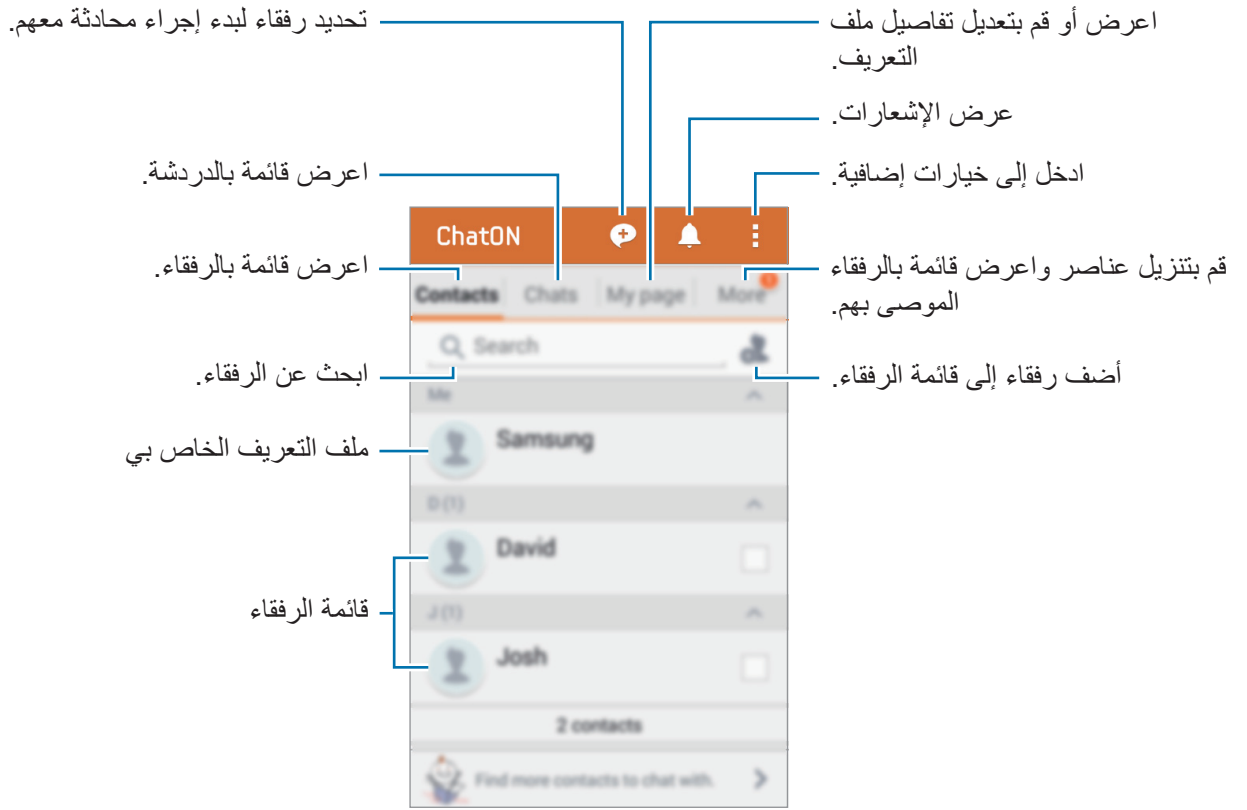 تحديد رفقاء لبدء إجراء محادثة معهم.
اعرض أو قم بتعديل تفاصيل ملف
التعريف.
عرض الإشعارات.
اعرض قائمة بالدردشة.
ادخل إلى خيارات إضافية.
ChatON
اعرض قائمة بالرفقاء.
قم بتنزيل عناصر واعرض قائمة بالرفقاء
الموصى بهم.
Contacts Chats My page More
Search
ابحث عن الرفقاء.
أضف رفقاء إلى قائمة الرفقاء.
Me
Samsung
ملف التعريف الخاص بي
D (1)
David
قائمة الرفقاء
J (1)
Josh
2 contacts
Find more contacts to chat with.